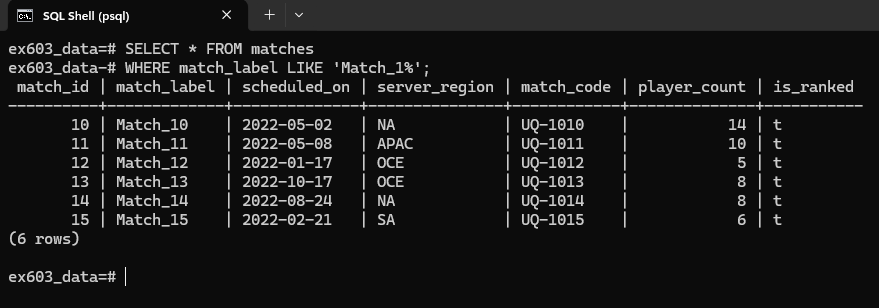 SQL Shell (psql)
ex603_data=# SELECT * FROM matches
ex603_data-# WHERE match_label LIKE 'Match_1%';
 match_id | match_label | scheduled_on | server_region | match_code | player_count | is_ranked
----------+-------------+--------------+---------------+------------+--------------+-----------
       10 | Match_10    | 2022-05-02   | NA            | UQ-1010    |           14 | t
       11 | Match_11    | 2022-05-08   | APAC          | UQ-1011    |           10 | t
       12 | Match_12    | 2022-01-17   | OCE           | UQ-1012    |            5 | t
       13 | Match_13    | 2022-10-17   | OCE           | UQ-1013    |            8 | t
       14 | Match_14    | 2022-08-24   | NA            | UQ-1014    |            8 | t
       15 | Match_15    | 2022-02-21   | SA            | UQ-1015    |            6 | t
(6 rows)
ex603_data=#